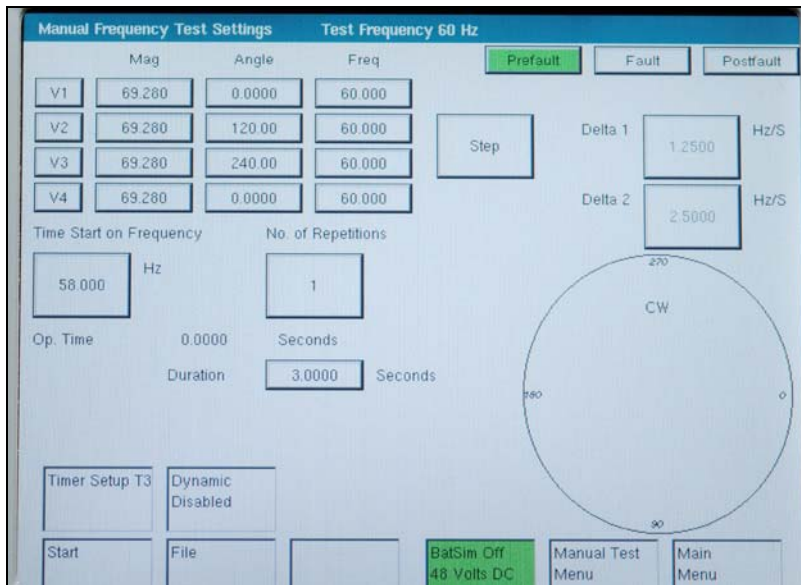 Manual Frequency Test Settings Test Frequency 60 Hz
Mag Angle Freq Prefault Fault Postfault
V1 69.280 0.0000 60.000
V2 69.280 120.00 60.000
V3 69.280 240.00 60.000
V4 69.280 0.0000 60.000
Step
Delta 1 1.2500 Hz/S
Delta 2 2.5000 Hz/S
Time Start on Frequency No. of Repetitions
58.000 Hz 1
Op. Time 0.0000 Seconds
Duration 3.0000 Seconds
270
CW
180 0
90
Timer Setup T3
Dynamic
Disabled
Start
File
BatSim Off
48 Volts DC
Manual Test
Menu
Main
Menu